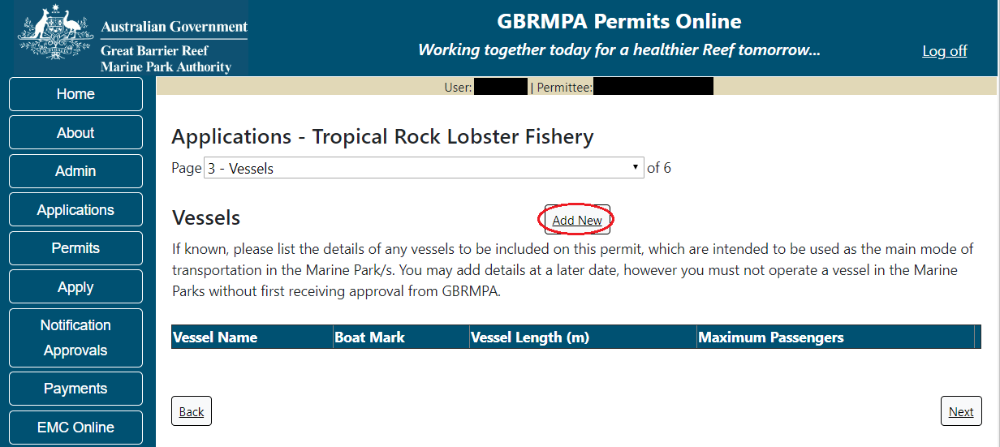 Australian Government
Great Barrier Reef
Marine Park Authority
GBRMPA Permits Online
Working together today for a healthier Reef tomorrow...
Log off
Home
About
Admin
Applications
Permits
Apply
Notification
Approvals
Payments
EMC Online
User: | Permittee:
Applications - Tropical Rock Lobster Fishery
Page 3 - Vessels of 6
Vessels
Add New
If known, please list the details of any vessels to be included on this permit, which are intended to be used as the main mode of
transportation in the Marine Park/s. You may add details at a later date, however you must not operate a vessel in the Marine
Parks without first receiving approval from GBRMPA.
Vessel Name Boat Mark Vessel Length (m) Maximum Passengers
Back Next